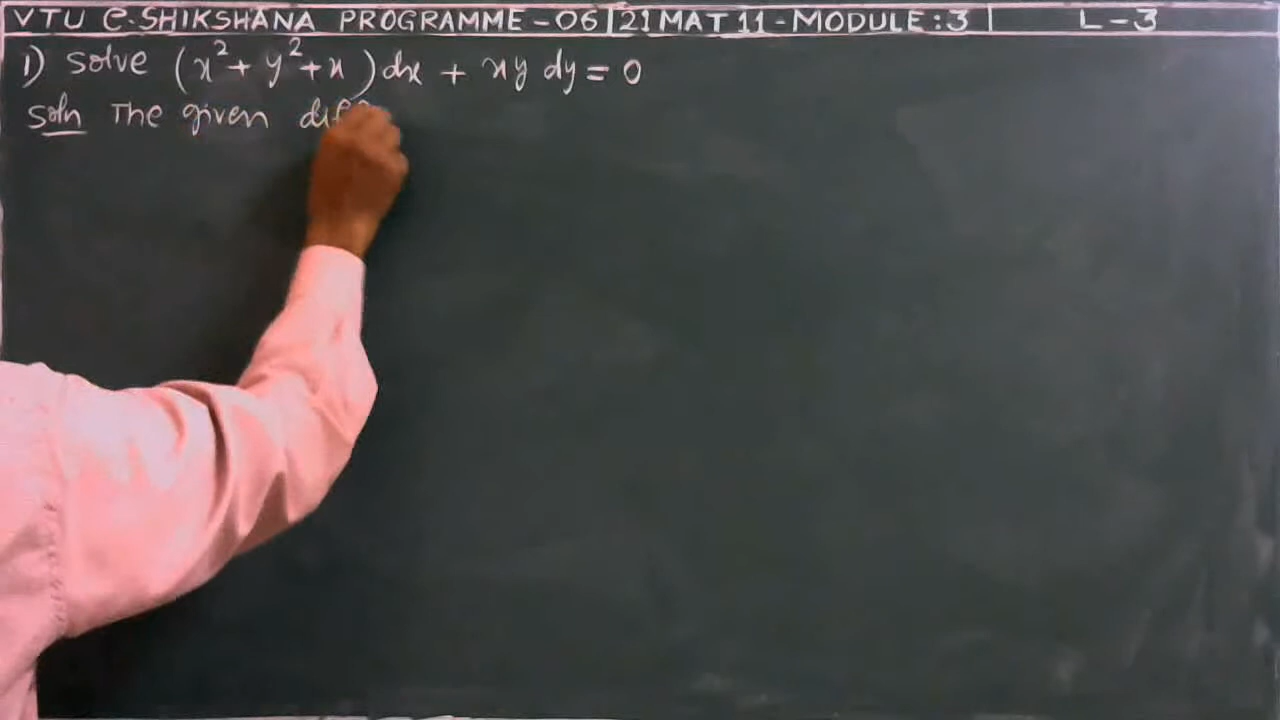 VTU e-SHIKSHANA PROGRAMME - 06 | 21 MAT 11 - MODULE : 3 | L - 3
1) Solve (x² + y² + x) dx + xy dy = 0
Soln The given